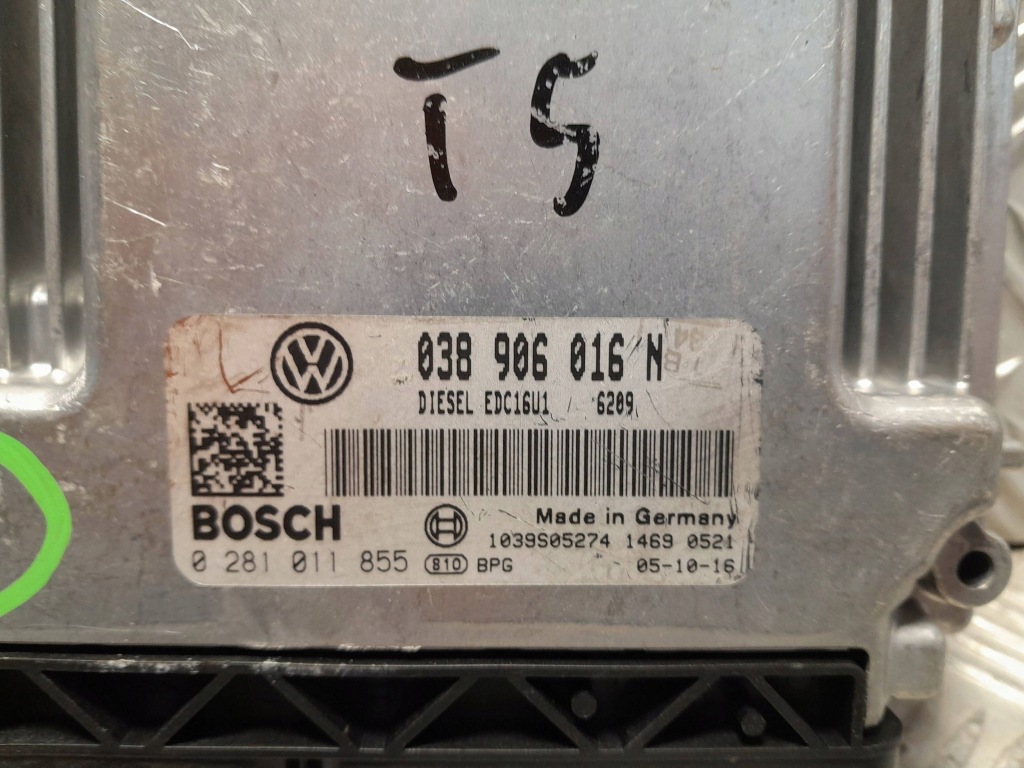 T5
VW
038 906 016 N
DIESEL EDC16U1 6209
BOSCH
Made in Germany
1039S05274 1469 0521
0 281 011 855 810 BPG 05-10-16